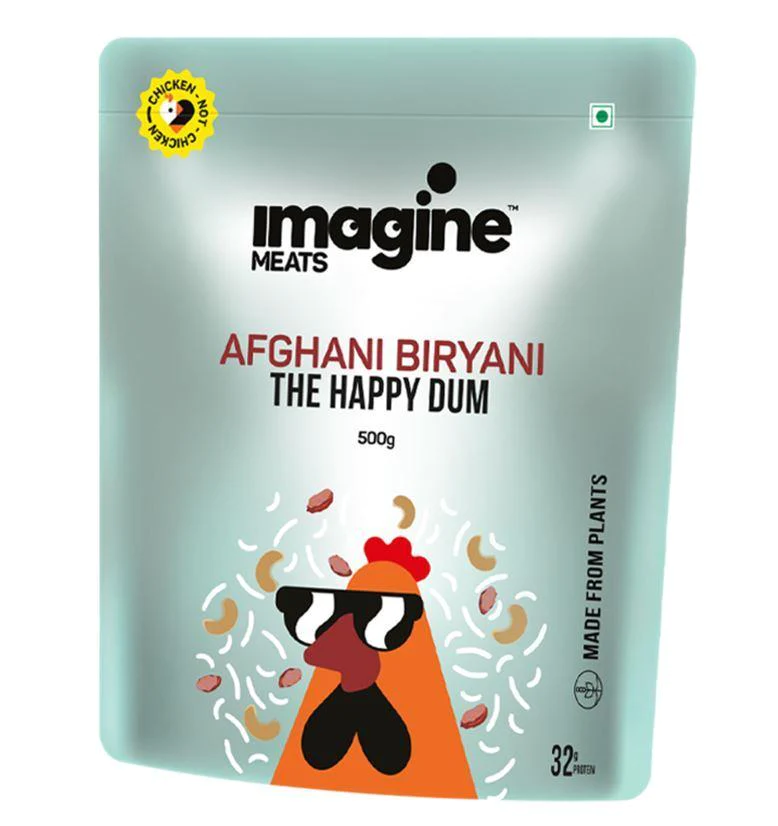 CHICKEN - NOT - CHICKEN -
imagine™
MEATS
AFGHANI BIRYANI
THE HAPPY DUM
500g
MADE FROM PLANTS
32g PROTEIN